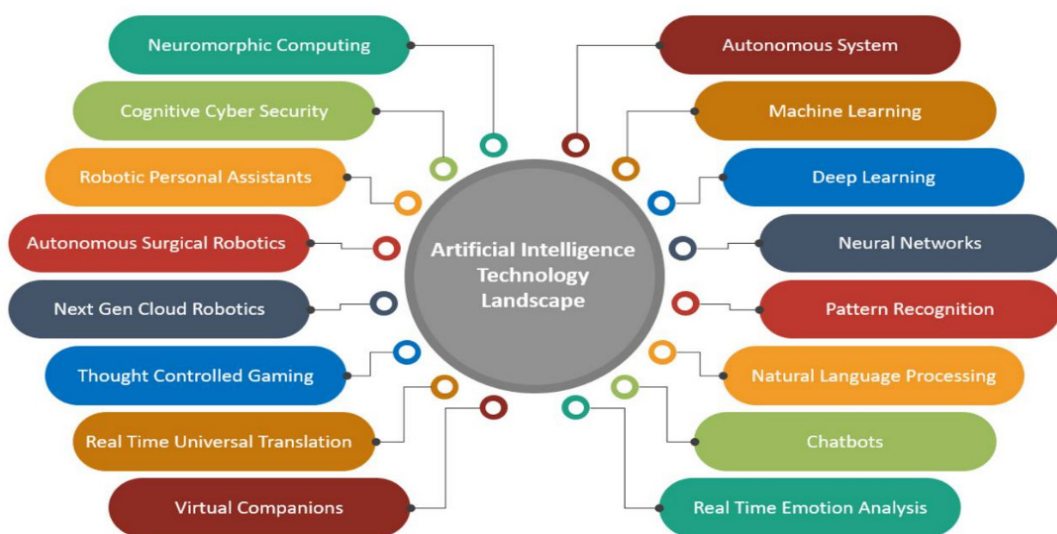 Neuromorphic Computing
Cognitive Cyber Security
Robotic Personal Assistants
Autonomous Surgical Robotics
Next Gen Cloud Robotics
Thought Controlled Gaming
Real Time Universal Translation
Virtual Companions
Artificial Intelligence
Technology
Landscape
Autonomous System
Machine Learning
Deep Learning
Neural Networks
Pattern Recognition
Natural Language Processing
Chatbots
Real Time Emotion Analysis